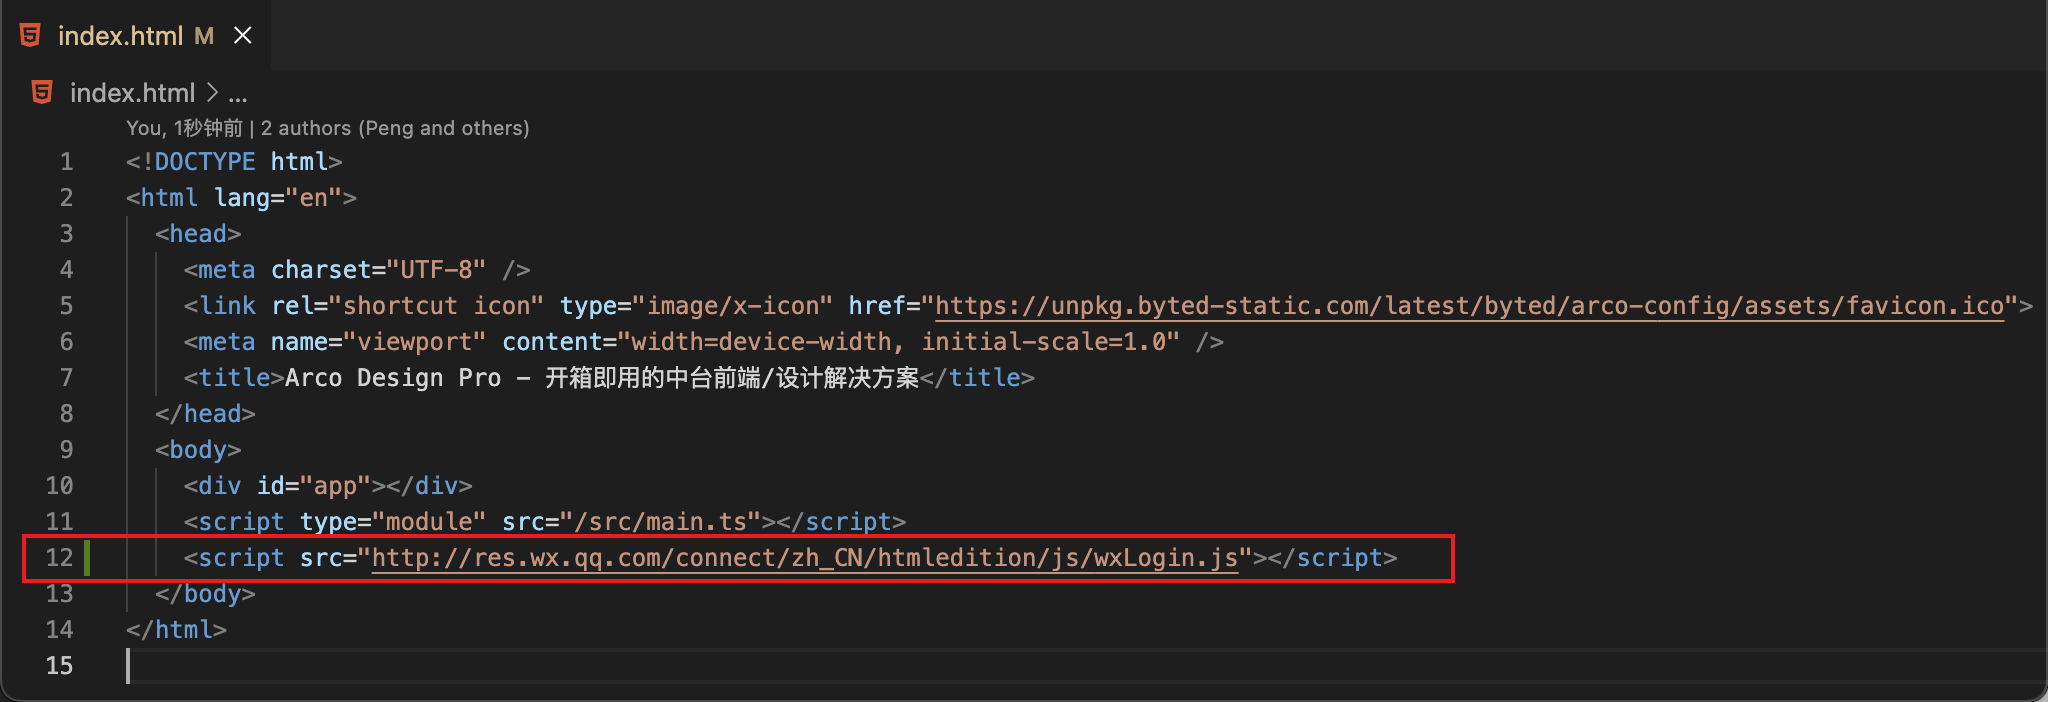 index.html M ×
index.html > ...
You, 1秒钟前 | 2 authors (Peng and others)
1 <!DOCTYPE html>
2 <html lang="en">
3 <head>
4 <meta charset="UTF-8" />
5 <link rel="shortcut icon" type="image/x-icon" href="https://unpkg.byted-static.com/latest/byted/arco-config/assets/favicon.ico">
6 <meta name="viewport" content="width=device-width, initial-scale=1.0" />
7 <title>Arco Design Pro - 开箱即用的中台前端/设计解决方案</title>
8 </head>
9 <body>
10 <div id="app"></div>
11 <script type="module" src="/src/main.ts"></script>
12 <script src="http://res.wx.qq.com/connect/zh_CN/htmledition/js/wxLogin.js"></script>
13 </body>
14 </html>
15